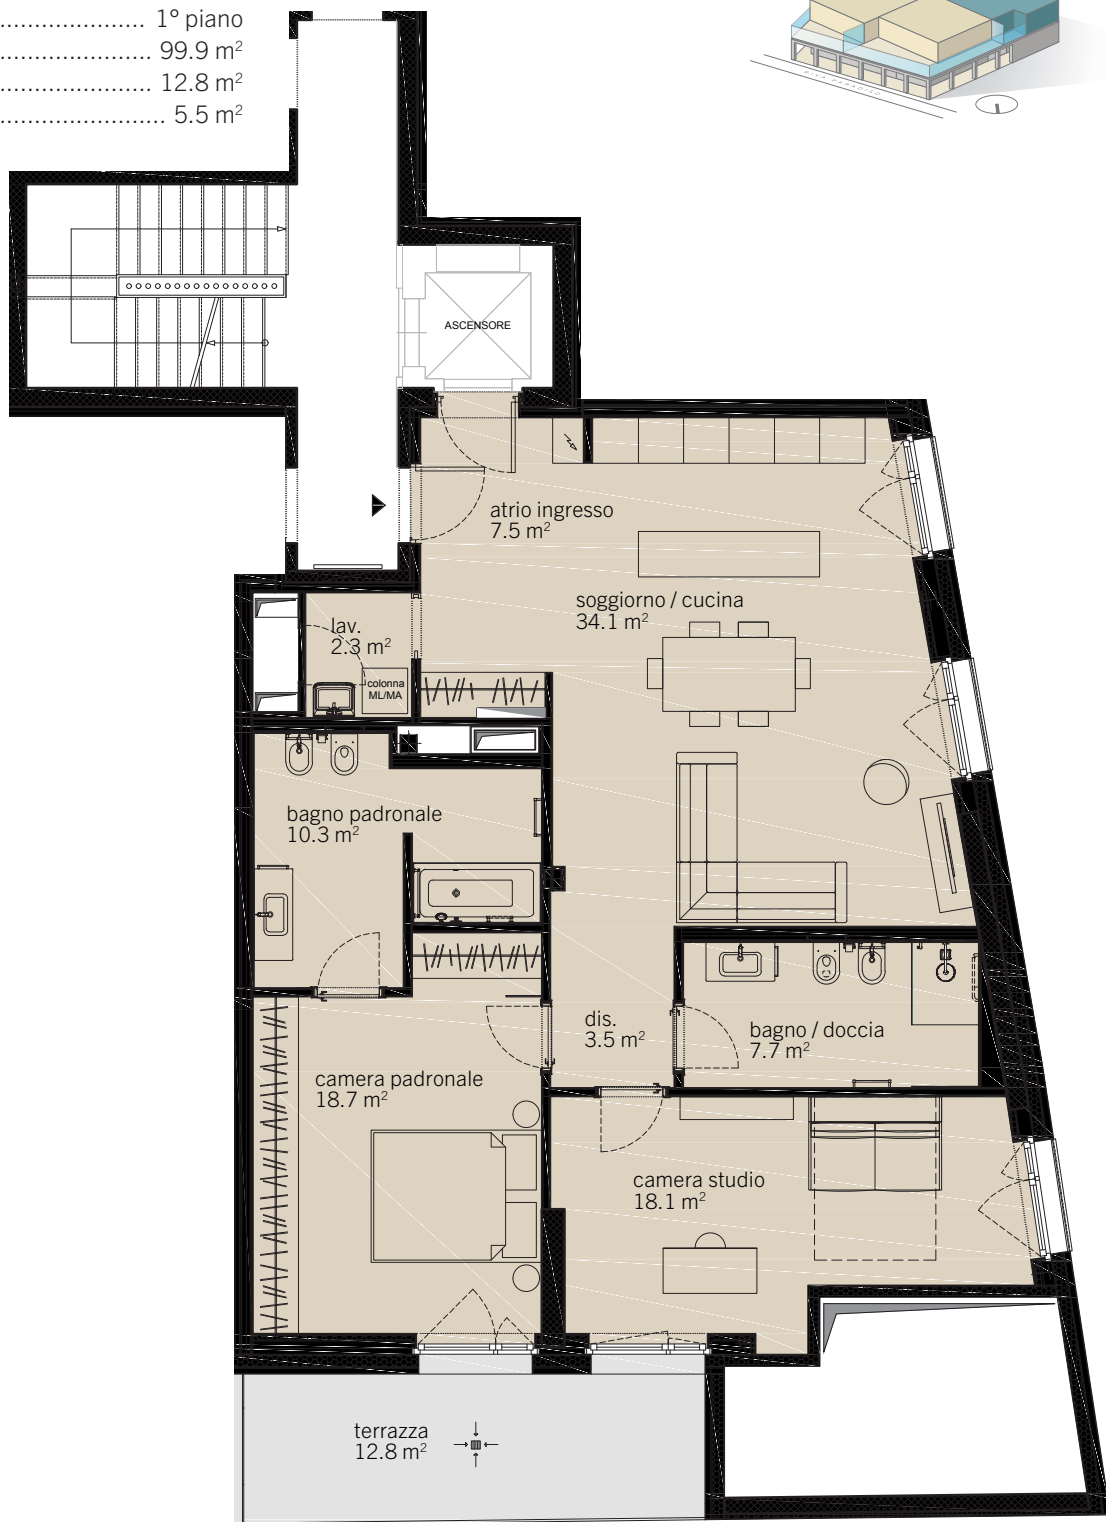 1° piano
99.9 m²
12.8 m²
5.5 m²
RIVA PARADISO
ASCENSORE
atrio ingresso
7.5 m²
soggiorno / cucina
34.1 m²
lav.
2.3 m²
colonna
ML/MA
bagno padronale
10.3 m²
dis.
3.5 m²
bagno / doccia
7.7 m²
camera padronale
18.7 m²
camera studio
18.1 m²
terrazza
12.8 m²